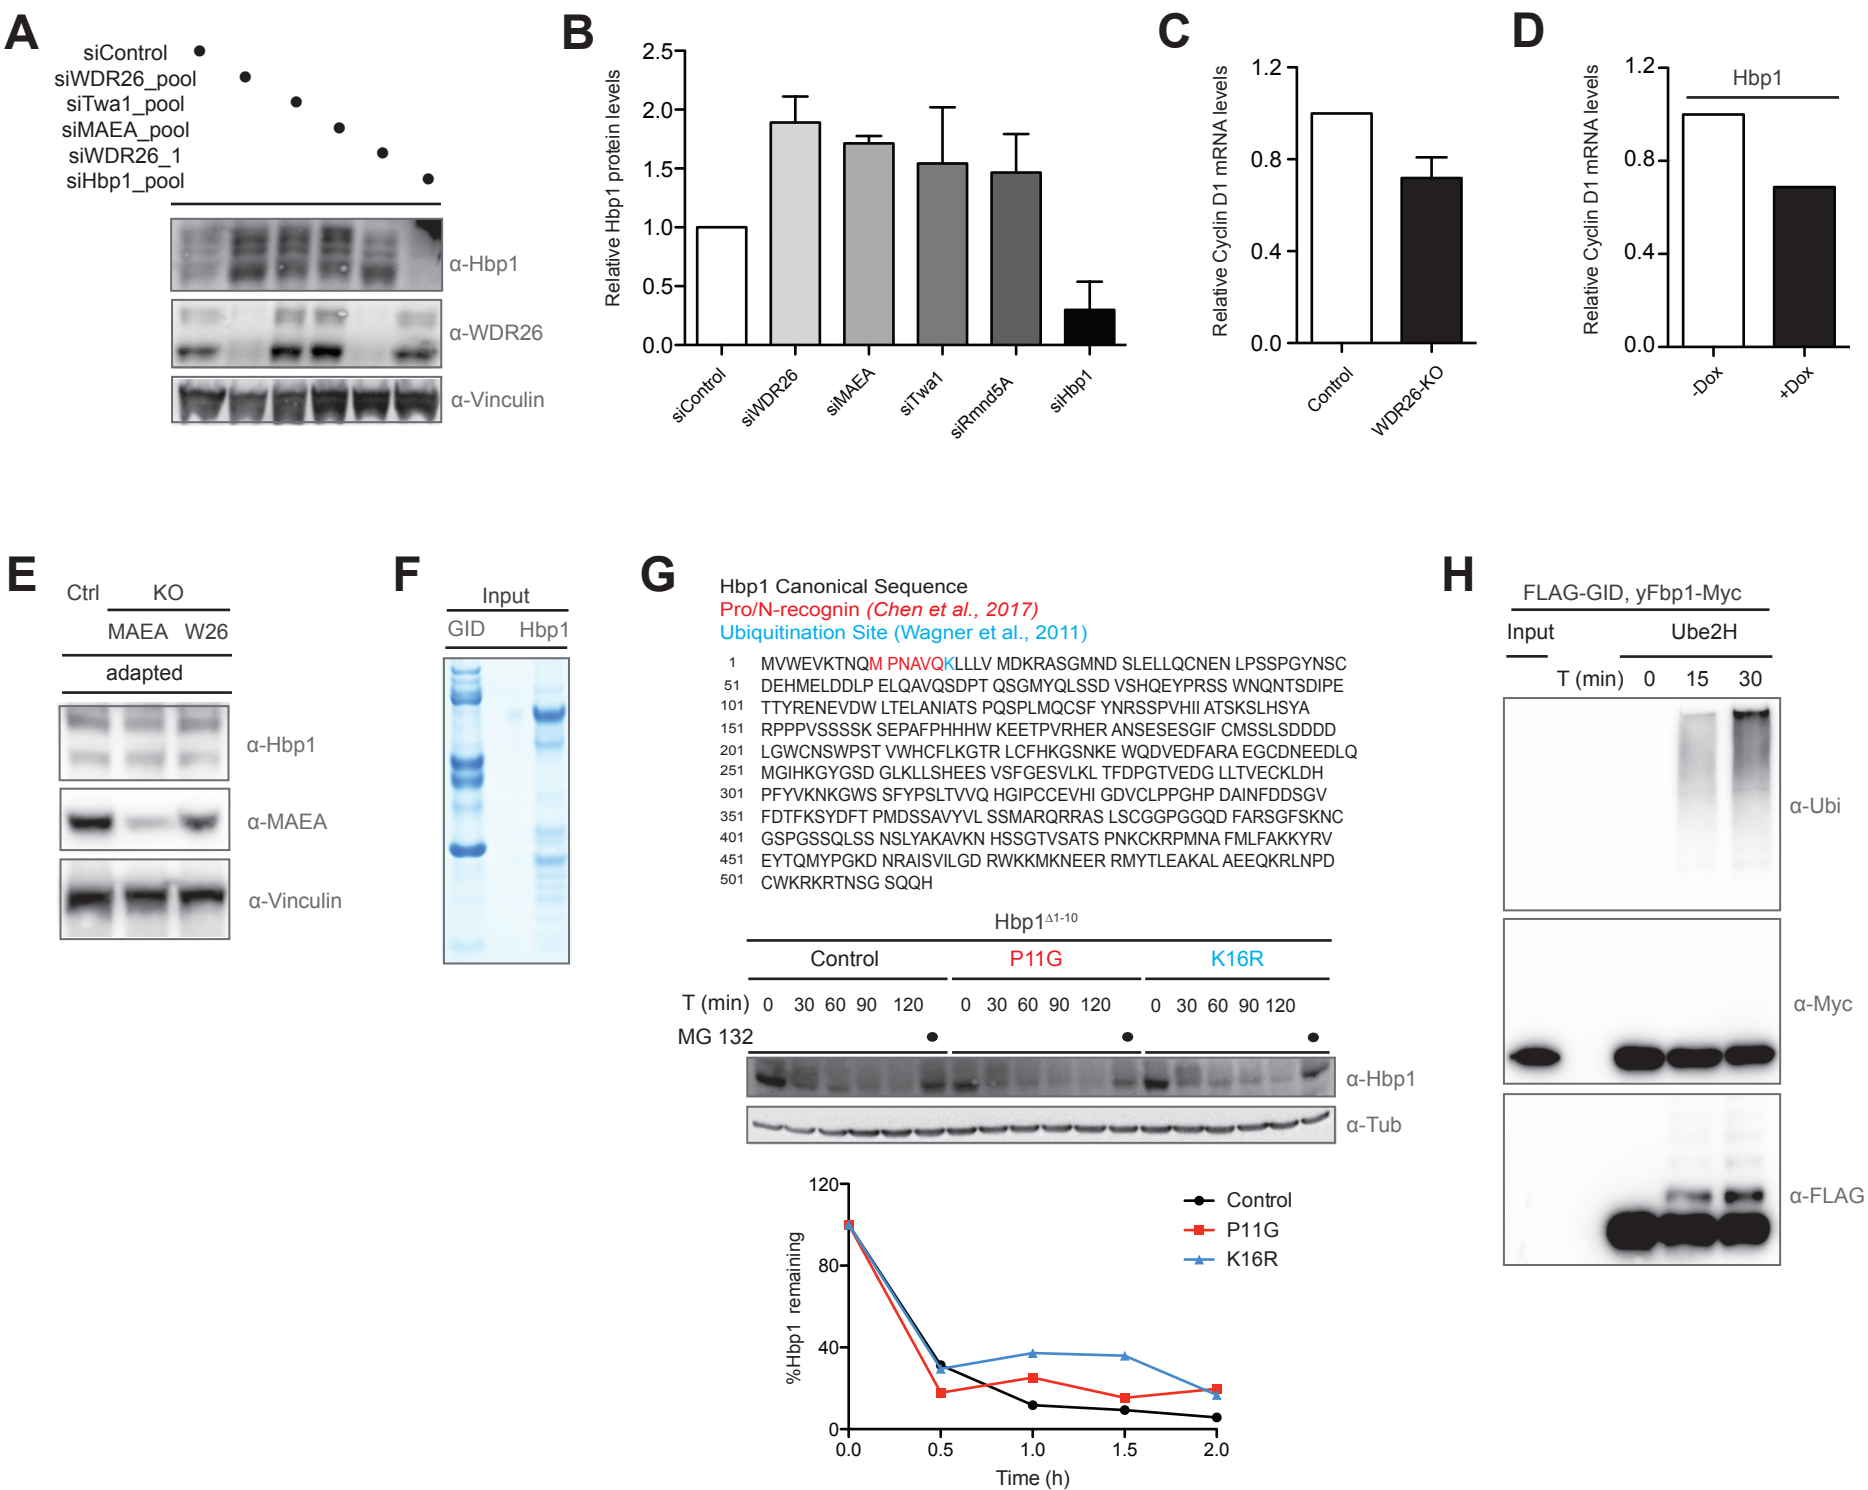 A
siControl
siWDR26_pool
siTwa1_pool
siMAEA_pool
siWDR26_1
siHbp1_pool
α-Hbp1
α-WDR26
α-Vinculin
B
Relative Hbp1 protein levels
2.5
2.0
1.5
1.0
0.5
0.0
siControl
siWDR26
siMAEA
siTwa1
siRmnd5A
siHbp1
C
Relative Cyclin D1 mRNA levels
1.2
0.8
0.4
0.0
Control
WDR26-KO
D
Relative Cyclin D1 mRNA levels
Hbp1
1.2
0.8
0.4
0.0
-Dox
+Dox
E
Ctrl KO
MAEA W26
adapted
α-Hbp1
α-MAEA
α-Vinculin
F
Input
GID Hbp1
G
Hbp1 Canonical Sequence
Pro/N-recognin (Chen et al., 2017)
Ubiquitination Site (Wagner et al., 2011)
1 MVWEVKTNQM PNAVQKLLLV MDKRASGMND SLELLQCNEN LPSSPGYNSC
51 DEHMELDDLP ELQAVQSDPT QSGMYQLSSD VSHQEYPRSS WNQNTSDIPE
101 TTYRENEVDW LTELANIATS PQSPLMQCSF YNRSSPVHII ATSKSLHSYA
151 RPPPVSSSSK SEPAFPHHHW KEETPVRHER ANSESESGIF CMSSLSDDDD
201 LGWCNSWPST VWHCFLKGTR LCFHKGSNKE WQDVEDFARA EGCDNEEDLQ
251 MGIHKGYGSD GLKLLSHEES VSFGESVLKL TFDPGTVEDG LLTVECKLDH
301 PFYVKNKGWS SFYPSLTVVQ HGIPCCEVHI GDVCLPPGHP DAINFDDSGV
351 FDTFKSYDFT PMDSSAVYVL SSMARQRRAS LSCGGPGGQD FARSGFSKNC
401 GSPGSSQLSS NSLYAKAVKN HSSGTVSATS PNKCKRPMNA FMLFAKKYRV
451 EYTQMYPGKD NRAISVILGD RWKKMKNEER RMYTLEAKAL AEEQKRLNPD
501 CWKRKRTNSG SQQH
Hbp1Δ1-10
Control P11G K16R
T (min) 0 30 60 90 120 0 30 60 90 120 0 30 60 90 120
MG 132
α-Hbp1
α-Tub
%Hbp1 remaining
120
80
40
0
0.0 0.5 1.0 1.5 2.0
Time (h)
Control
P11G
K16R
H
FLAG-GID, yFbp1-Myc
Input Ube2H
T (min) 0 15 30
α-Ubi
α-Myc
α-FLAG